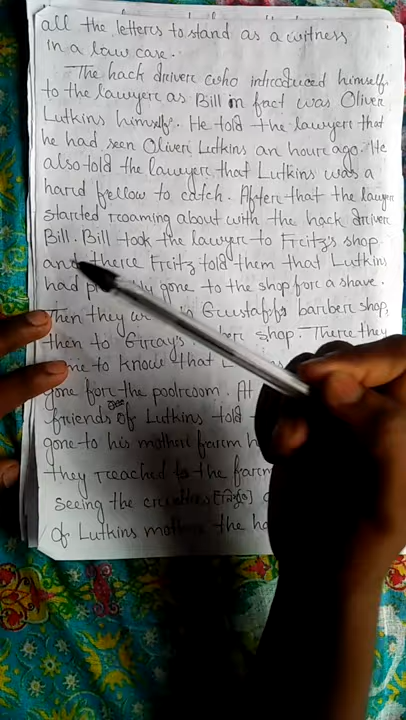 all the letters to stand as a witness
in a law case.
The hack driver who introduced himself
to the lawyer as Bill in fact was Oliver
Lutkins himself. He told the lawyer that
he had seen Oliver Lutkins an hour ago. He
also told the lawyer that Lutkins was a
hard fellow to catch. After that the lawyer
started roaming about with the hack driver
Bill. Bill took the lawyer to Fritz's shop
and there Fritz told them that Lutkins
had gone to the shop for a shave.
Then they Gustaff's barber shop,
then to Gray's shop. There they
to know that
gone for the poolroom. At
friends of Lutkins told
gone to his mother farm
they reached to the farm
seeing the
of Lutkins mother the